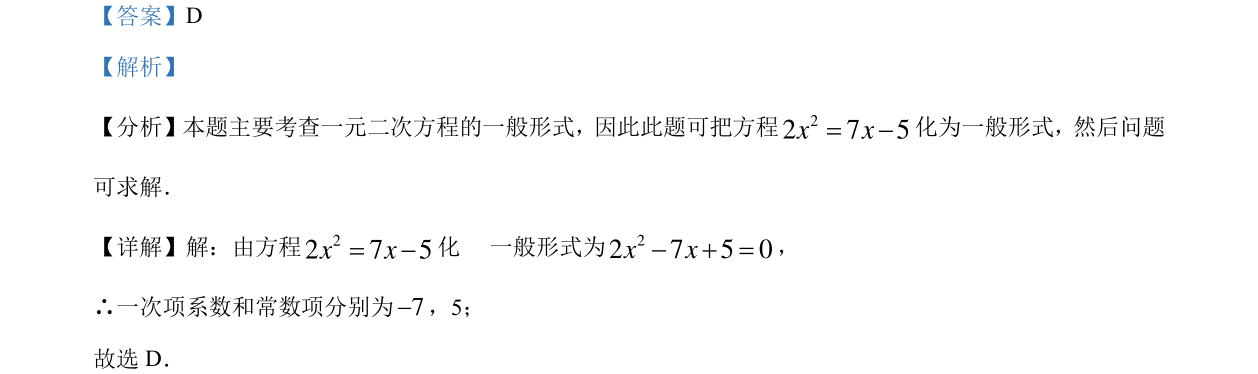 【答案】D
【解析】
【分析】本题主要考查一元二次方程的一般形式，因此此题可把方程2x²＝7x－5化为一般形式，然后问题
可求解．
【详解】解：由方程2x²＝7x－5化　一般形式为2x²－7x＋5＝0，
∴一次项系数和常数项分别为－7，5；
故选 D．